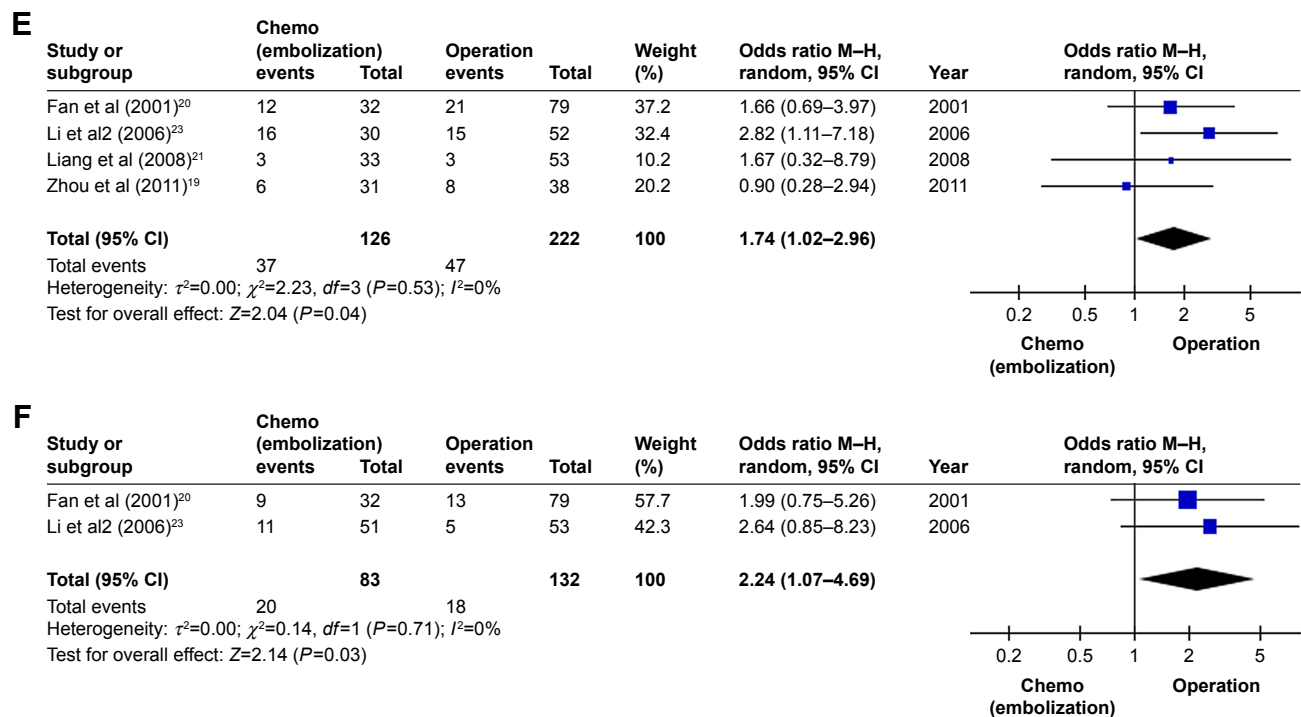 E
Study or subgroup Chemo (embolization) events Total Operation events Total Weight (%) Odds ratio M–H, random, 95% CI Year Odds ratio M–H, random, 95% CI
Fan et al (2001)²⁰ 12 32 21 79 37.2 1.66 (0.69–3.97) 2001
Li et al2 (2006)²³ 16 30 15 52 32.4 2.82 (1.11–7.18) 2006
Liang et al (2008)²¹ 3 33 3 53 10.2 1.67 (0.32–8.79) 2008
Zhou et al (2011)¹⁹ 6 31 8 38 20.2 0.90 (0.28–2.94) 2011
Total (95% CI) 126 222 100 1.74 (1.02–2.96)
Total events 37 47
Heterogeneity: τ²=0.00; χ²=2.23, df=3 (P=0.53); I²=0%
Test for overall effect: Z=2.04 (P=0.04)
0.2 0.5 1 2 5
Chemo (embolization) Operation
F
Study or subgroup Chemo (embolization) events Total Operation events Total Weight (%) Odds ratio M–H, random, 95% CI Year Odds ratio M–H, random, 95% CI
Fan et al (2001)²⁰ 9 32 13 79 57.7 1.99 (0.75–5.26) 2001
Li et al2 (2006)²³ 11 51 5 53 42.3 2.64 (0.85–8.23) 2006
Total (95% CI) 83 132 100 2.24 (1.07–4.69)
Total events 20 18
Heterogeneity: τ²=0.00; χ²=0.14, df=1 (P=0.71); I²=0%
Test for overall effect: Z=2.14 (P=0.03)
0.2 0.5 1 2 5
Chemo (embolization) Operation